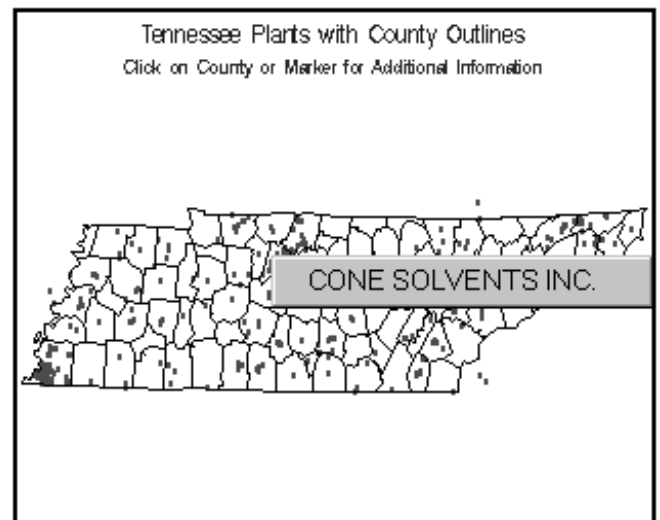 Tennessee Plants with County Outlines
Click on County or Marker for Additional Information
CONE SOLVENTS INC.